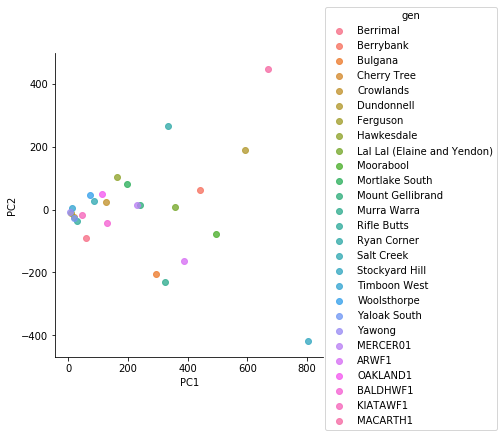 gen
Berrimal
Berrybank
Bulgana
Cherry Tree
Crowlands
Dundonnell
Ferguson
Hawkesdale
Lal Lal (Elaine and Yendon)
Moorabool
Mortlake South
Mount Gellibrand
Murra Warra
Rifle Butts
Ryan Corner
Salt Creek
Stockyard Hill
Timboon West
Woolsthorpe
Yaloak South
Yawong
MERCER01
ARWF1
OAKLAND1
BALDHWF1
KIATAWF1
MACARTH1
400
200
0
−200
−400
PC2
0
200
400
600
800
PC1